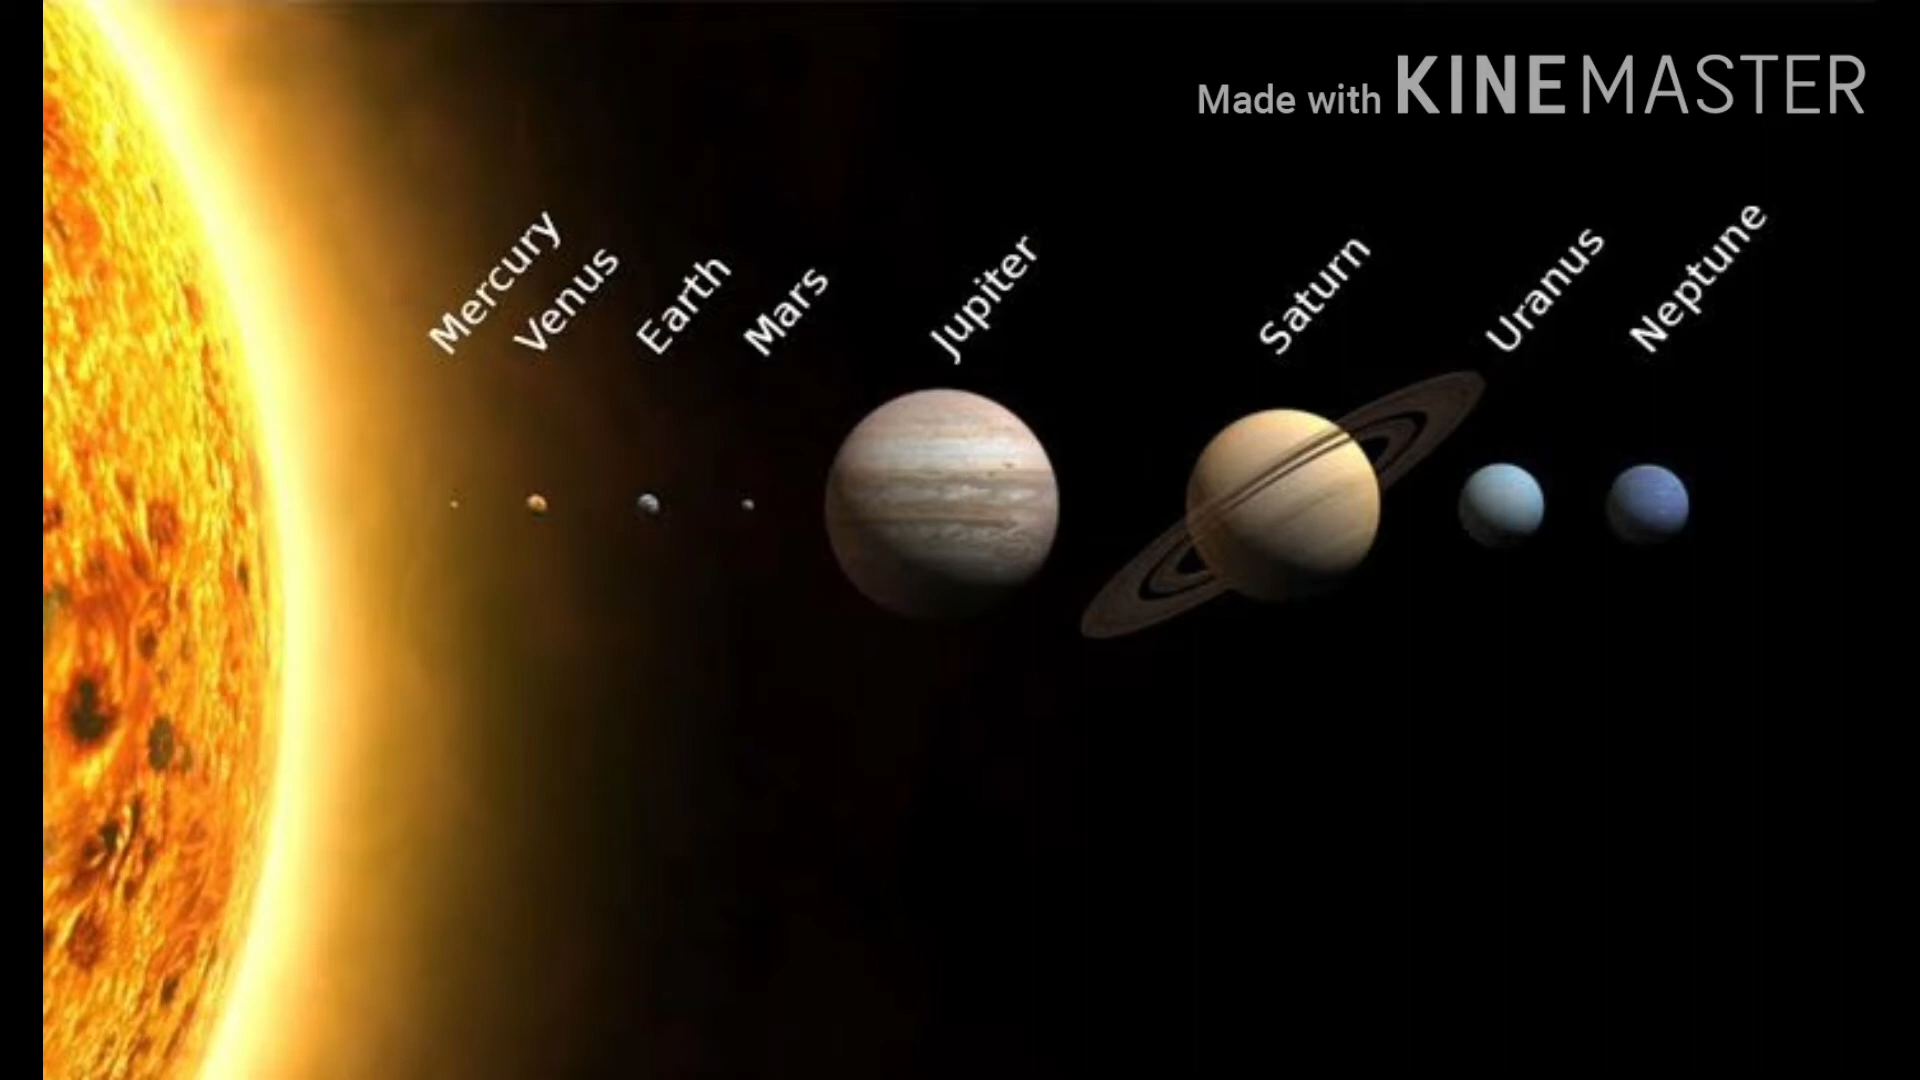 Made with KINEMASTER
Mercury
Venus
Earth
Mars
Jupiter
Saturn
Uranus
Neptune